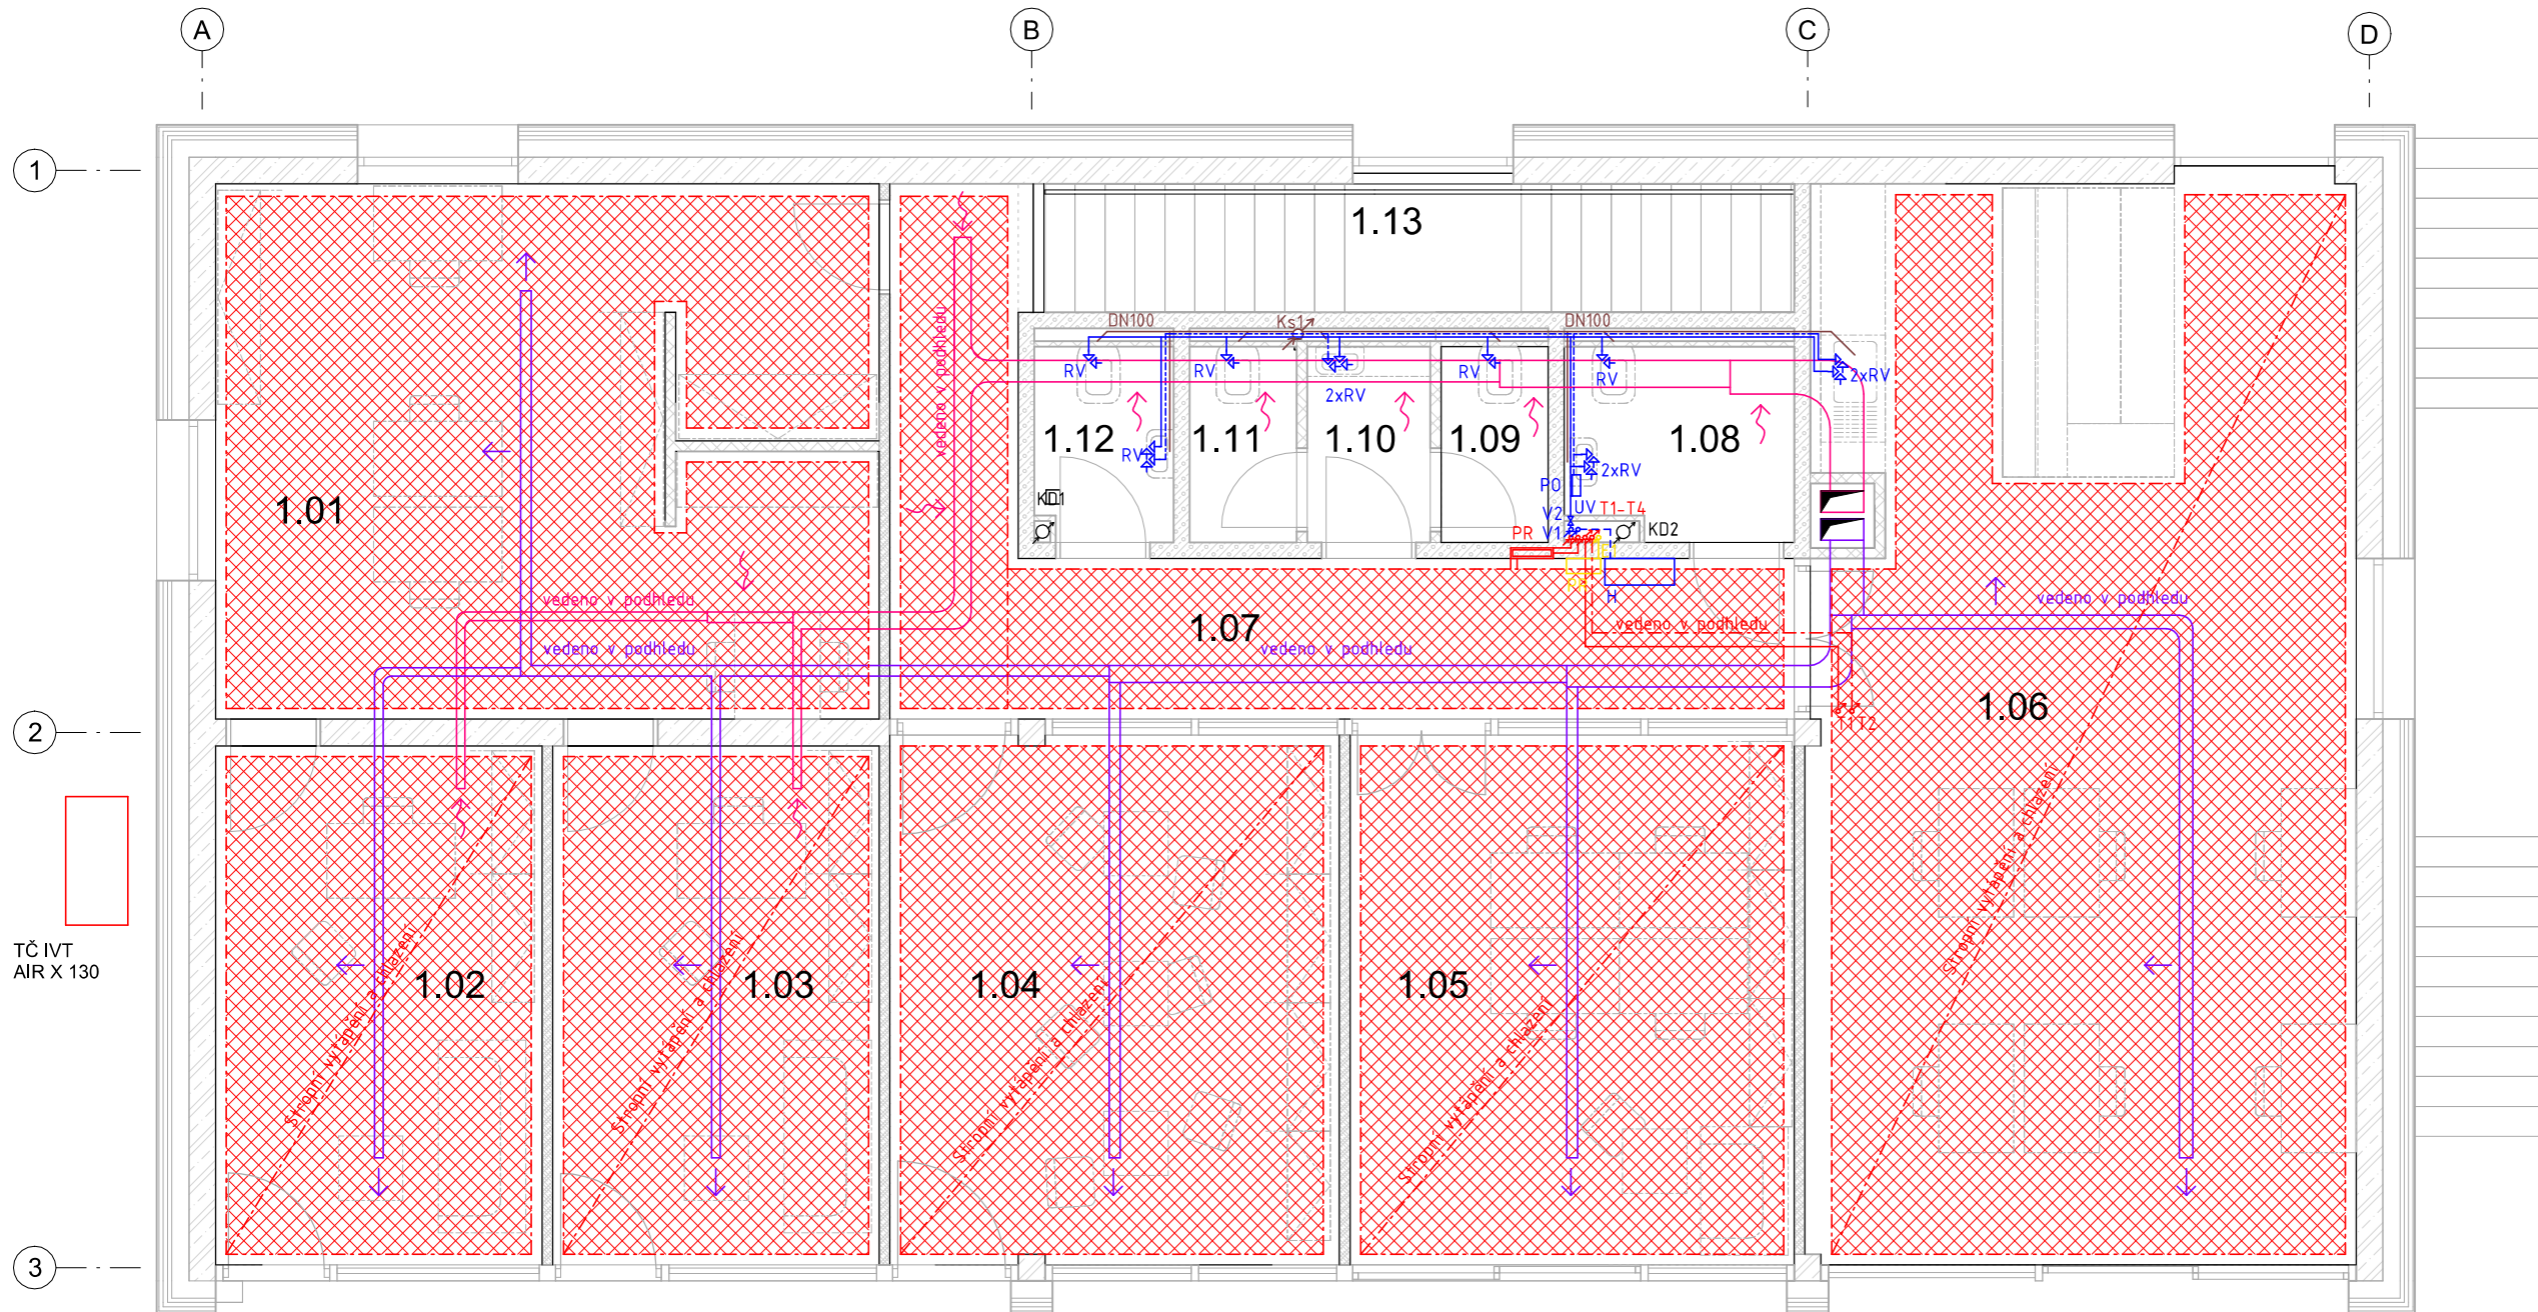 A
B
C
D
1
1.13
DN100
Ks1
DN100
RV
RV
2xRV
RV
RV
2xRV
vedeno v podhledu
1.12
1.11
1.10
1.09
1.08
RV
2xRV
PO
KD1
1.01
V2
UV
T1-T4
PR
V1
KD2
H
vedeno v podhledu
vedeno v podhledu
vedeno v podhledu
1.07
vedeno v podhledu
vedeno v podhledu
1.06
2
T1
T2
TČ IVT
AIR X 130
1.02
1.03
1.04
1.05
Stropní vytápění a chlazení
Stropní vytápění a chlazení
Stropní vytápění a chlazení
Stropní vytápění a chlazení
Stropní vytápění a chlazení
3